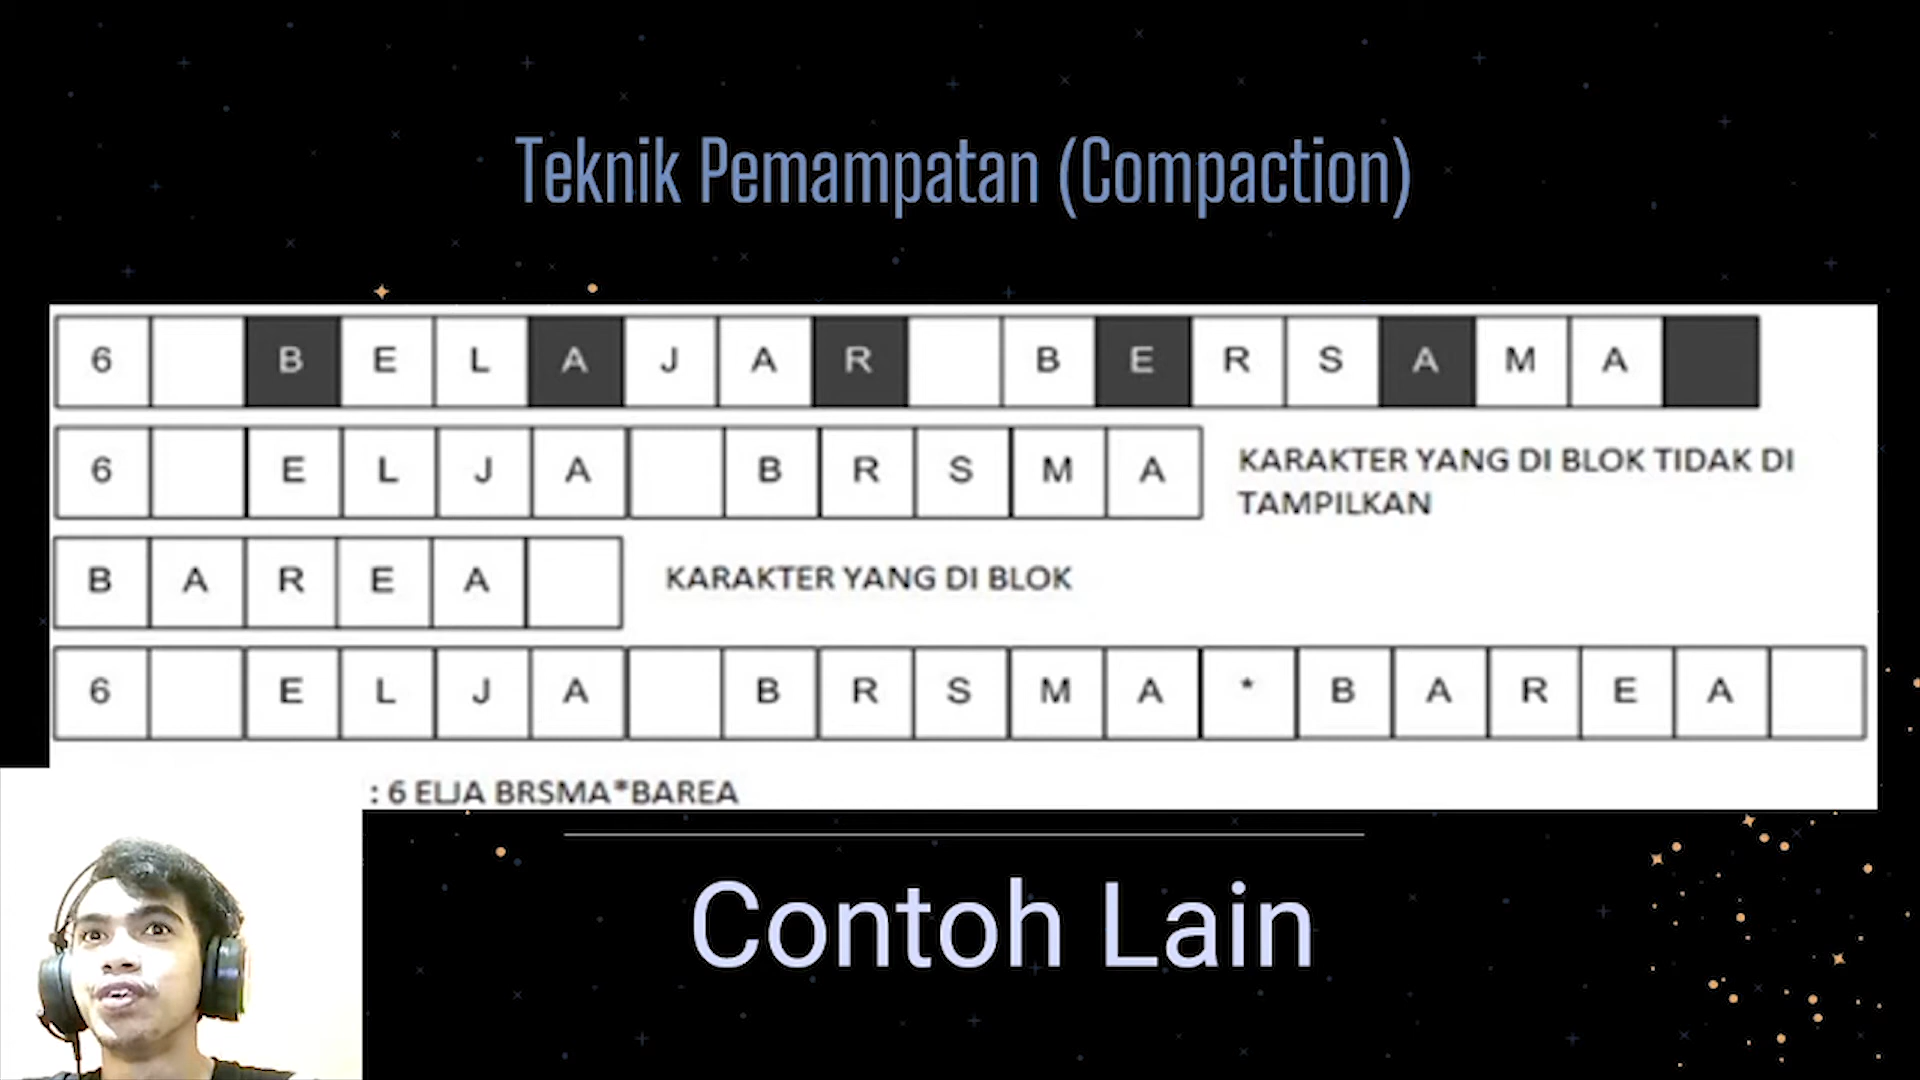 Teknik Pemampatan (Compaction)
6 B E L A J A R B E R S A M A
6 E L J A B R S M A
KARAKTER YANG DI BLOK TIDAK DI
TAMPILKAN
B A R E A
KARAKTER YANG DI BLOK
6 E L J A B R S M A * B A R E A
: 6 ELJA BRSMA*BAREA
Contoh Lain